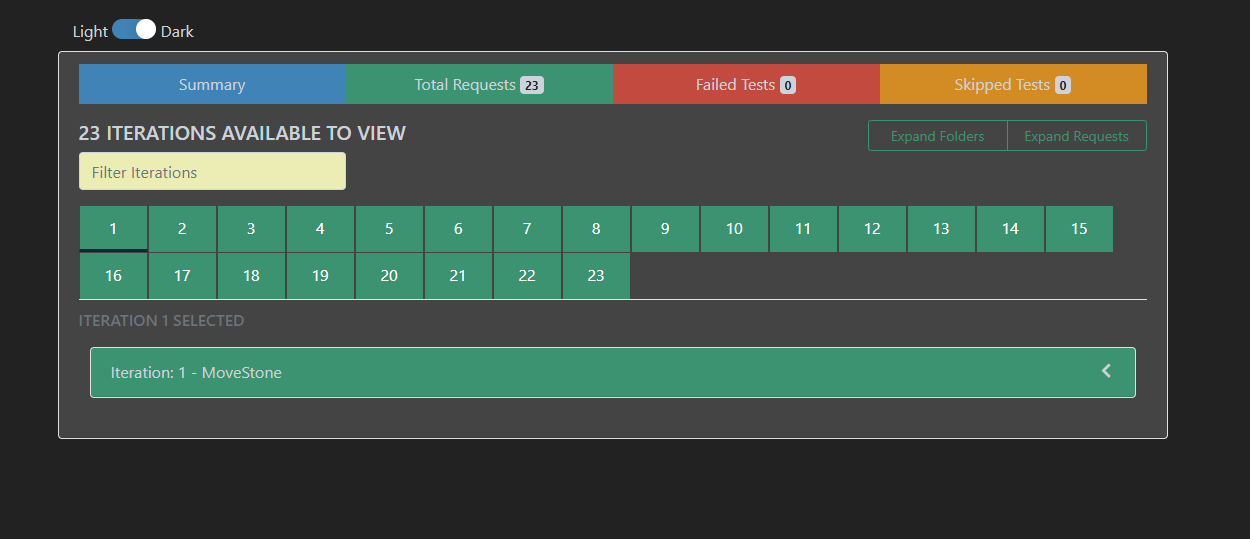 Light Dark
Summary Total Requests 23 Failed Tests 0 Skipped Tests 0
23 ITERATIONS AVAILABLE TO VIEW Expand Folders Expand Requests
Filter Iterations
1 2 3 4 5 6 7 8 9 10 11 12 13 14 15
16 17 18 19 20 21 22 23
ITERATION 1 SELECTED
Iteration: 1 - MoveStone